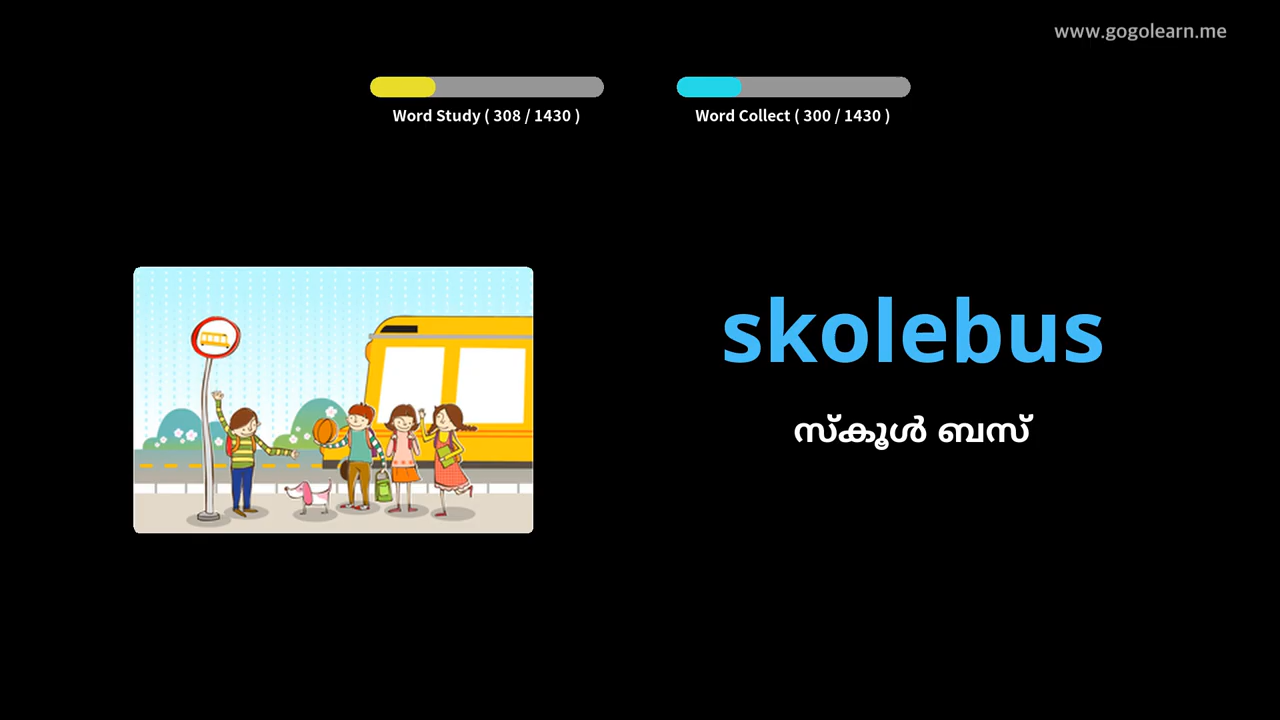 www.gogolearn.me
Word Study ( 308 / 1430 )
Word Collect ( 300 / 1430 )
skolebus
സ്കൂൾ ബസ്